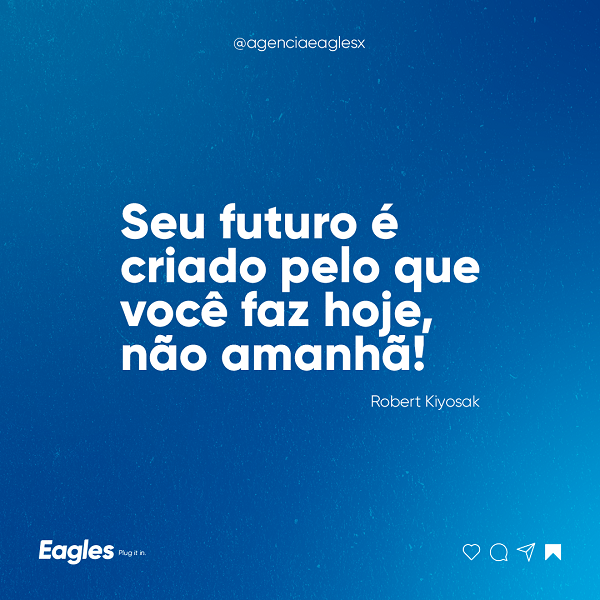 @agenciaeaglesx
Seu futuro é
criado pelo que
você faz hoje,
não amanhã!
Robert Kiyosak
Eagles Plug it in.